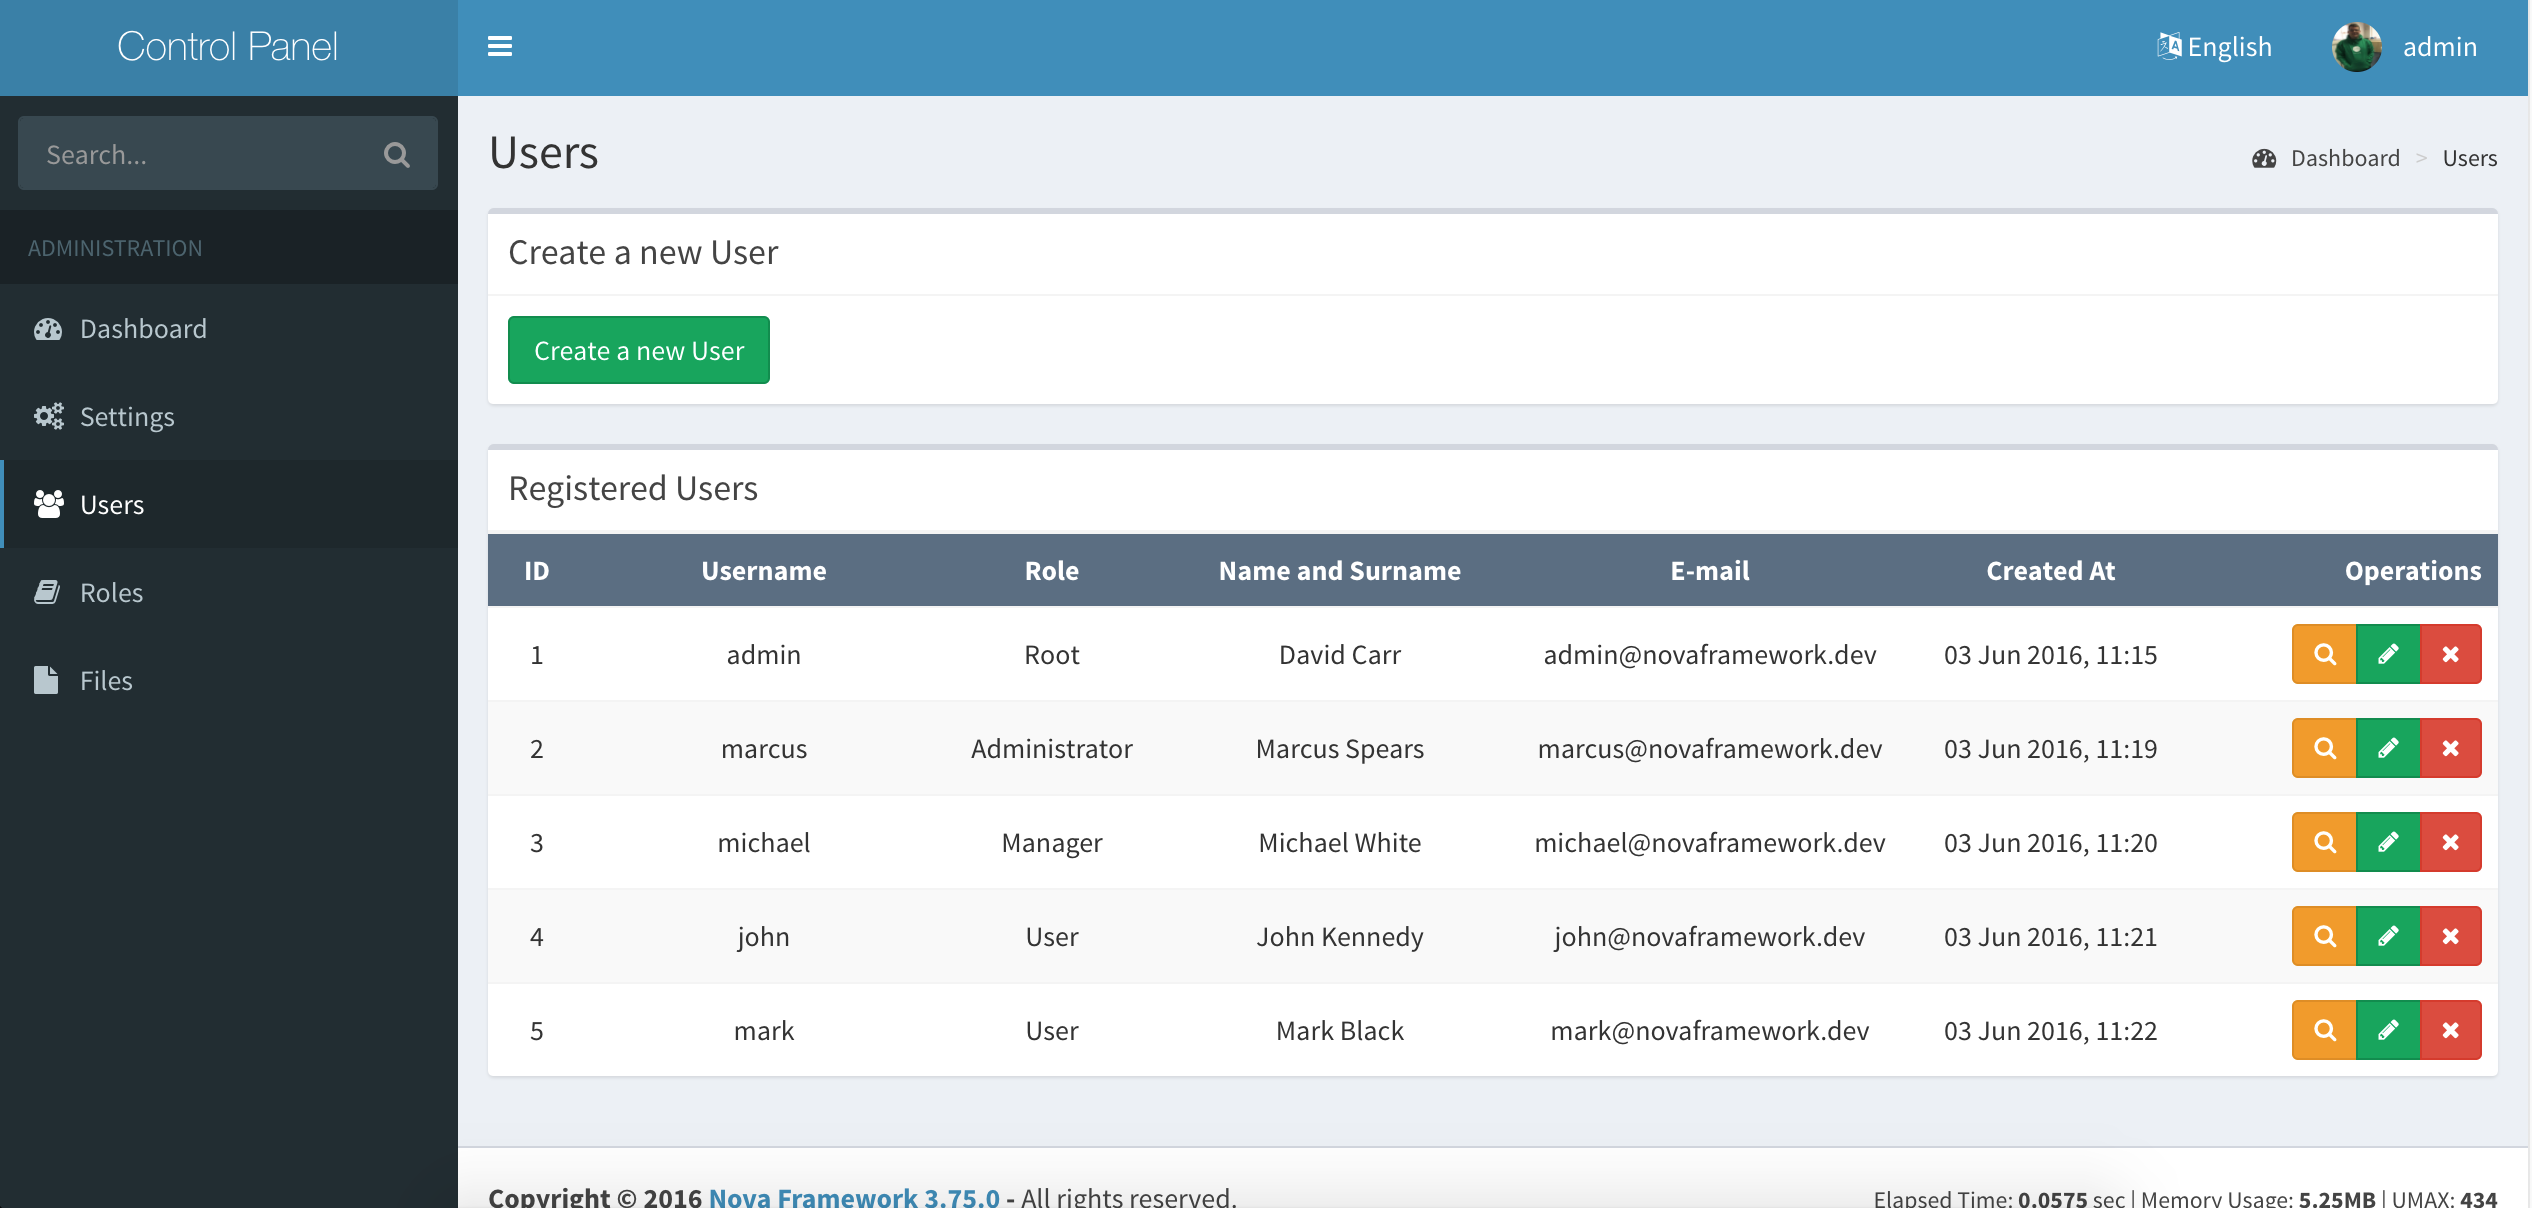 Control Panel
English
admin
Search...
ADMINISTRATION
Dashboard
Settings
Users
Roles
Files
Users
Dashboard > Users
Create a new User
Create a new User
Registered Users
ID Username Role Name and Surname E-mail Created At Operations
1 admin Root David Carr admin@novaframework.dev 03 Jun 2016, 11:15
2 marcus Administrator Marcus Spears marcus@novaframework.dev 03 Jun 2016, 11:19
3 michael Manager Michael White michael@novaframework.dev 03 Jun 2016, 11:20
4 john User John Kennedy john@novaframework.dev 03 Jun 2016, 11:21
5 mark User Mark Black mark@novaframework.dev 03 Jun 2016, 11:22
Copyright © 2016 Nova Framework 3.75.0 - All rights reserved.
Elapsed Time: 0.0575 sec | Memory Usage: 5.25MB | UMAX: 434